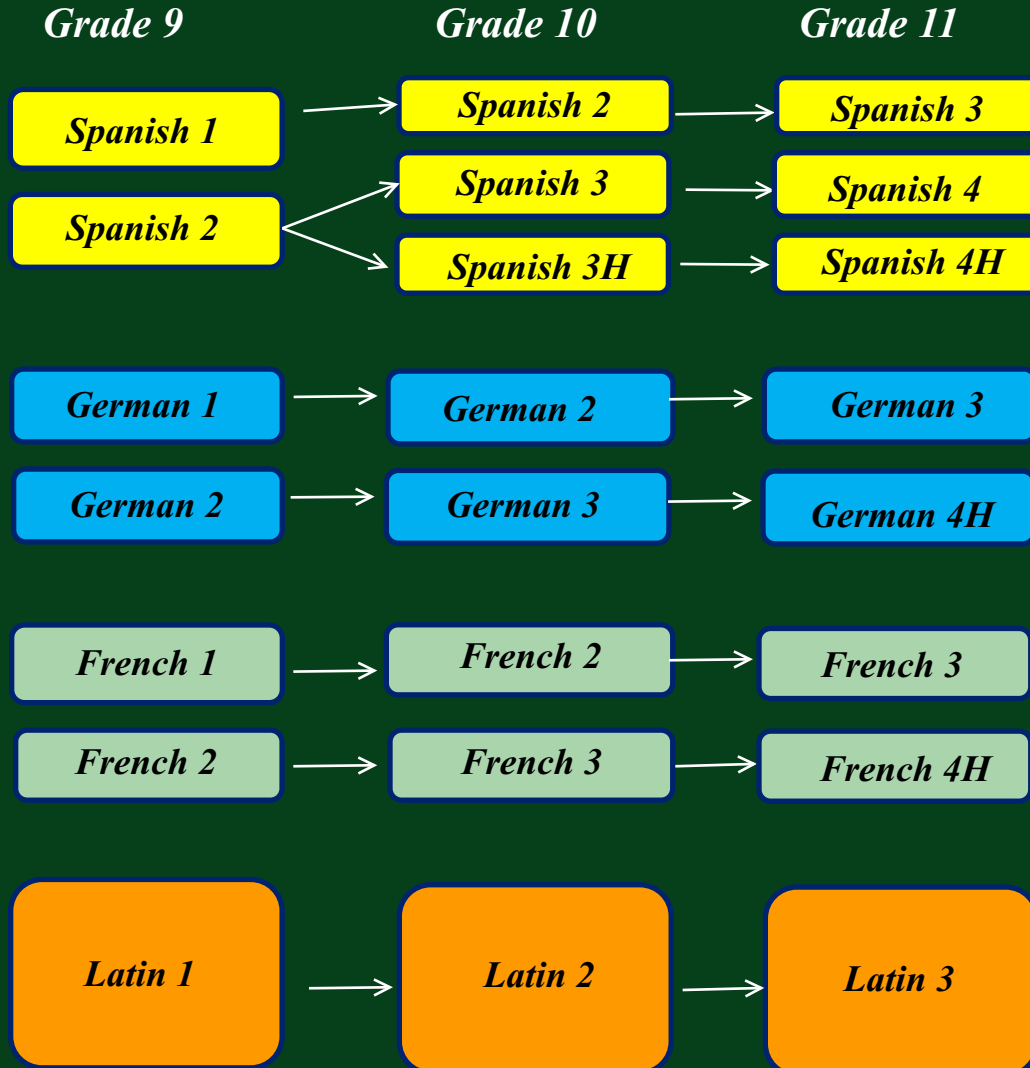 Grade 9 Grade 10 Grade 11
Spanish 1 Spanish 2 Spanish 3
Spanish 2 Spanish 3 Spanish 4
Spanish 3H Spanish 4H
German 1 German 2 German 3
German 2 German 3 German 4H
French 1 French 2 French 3
French 2 French 3 French 4H
Latin 1 Latin 2 Latin 3